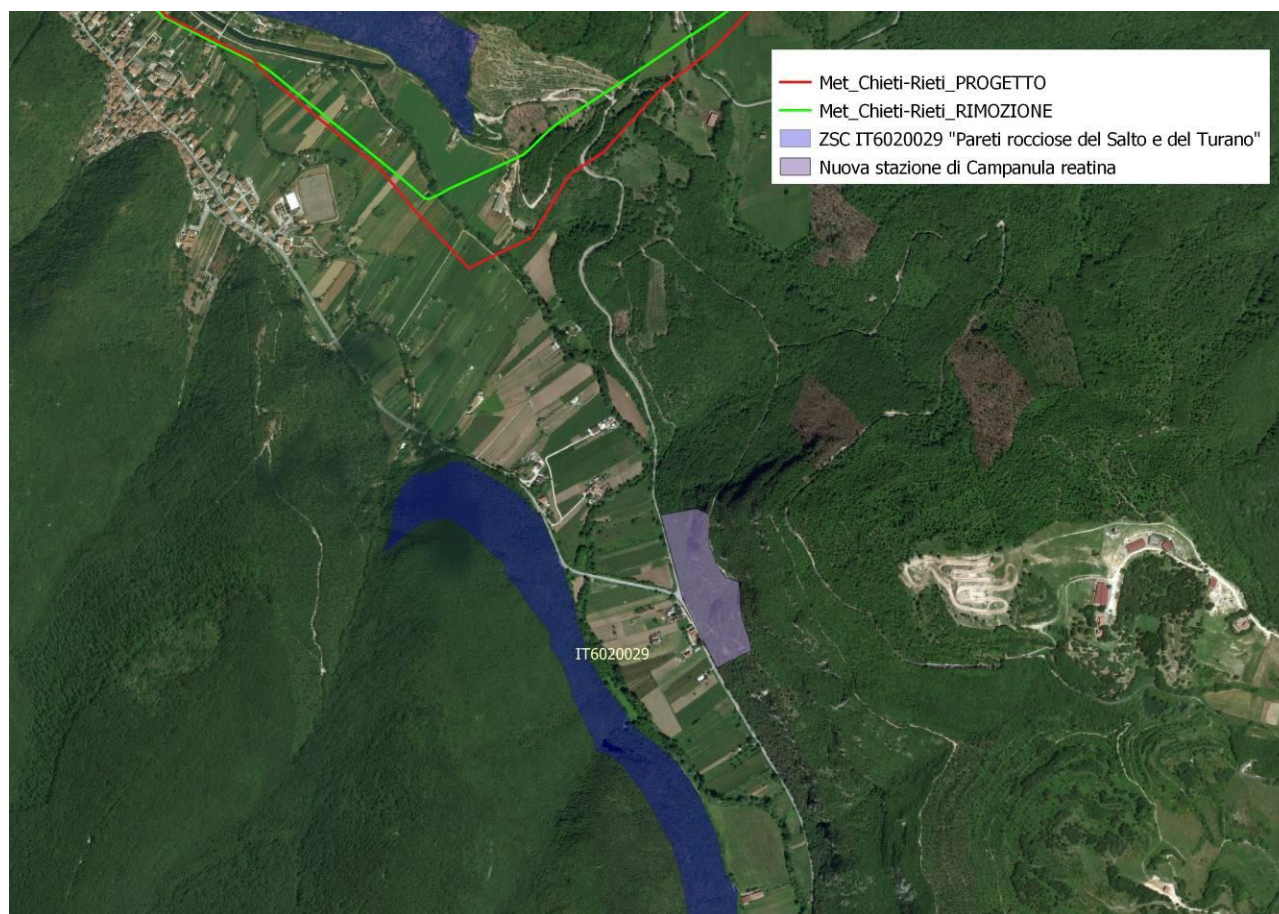 Met_Chieti-Rieti_PROGETTO
Met_Chieti-Rieti_RIMOZIONE
ZSC IT6020029 "Pareti rocciose del Salto e del Turano"
Nuova stazione di Campanula reatina
IT6020029